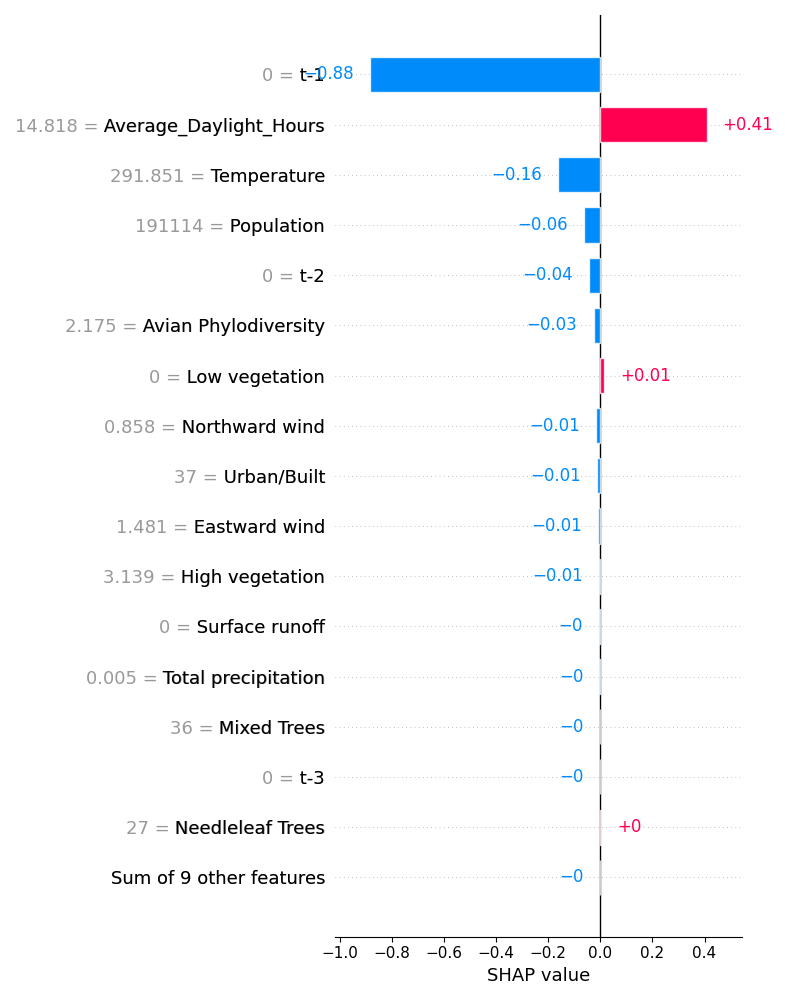 0 = t-1 −0.88
14.818 = Average_Daylight_Hours +0.41
291.851 = Temperature −0.16
191114 = Population −0.06
0 = t-2 −0.04
2.175 = Avian Phylodiversity −0.03
0 = Low vegetation +0.01
0.858 = Northward wind −0.01
37 = Urban/Built −0.01
1.481 = Eastward wind −0.01
3.139 = High vegetation −0.01
0 = Surface runoff −0
0.005 = Total precipitation −0
36 = Mixed Trees −0
0 = t-3 −0
27 = Needleleaf Trees +0
Sum of 9 other features −0
−1.0 −0.8 −0.6 −0.4 −0.2 0.0 0.2 0.4
SHAP value